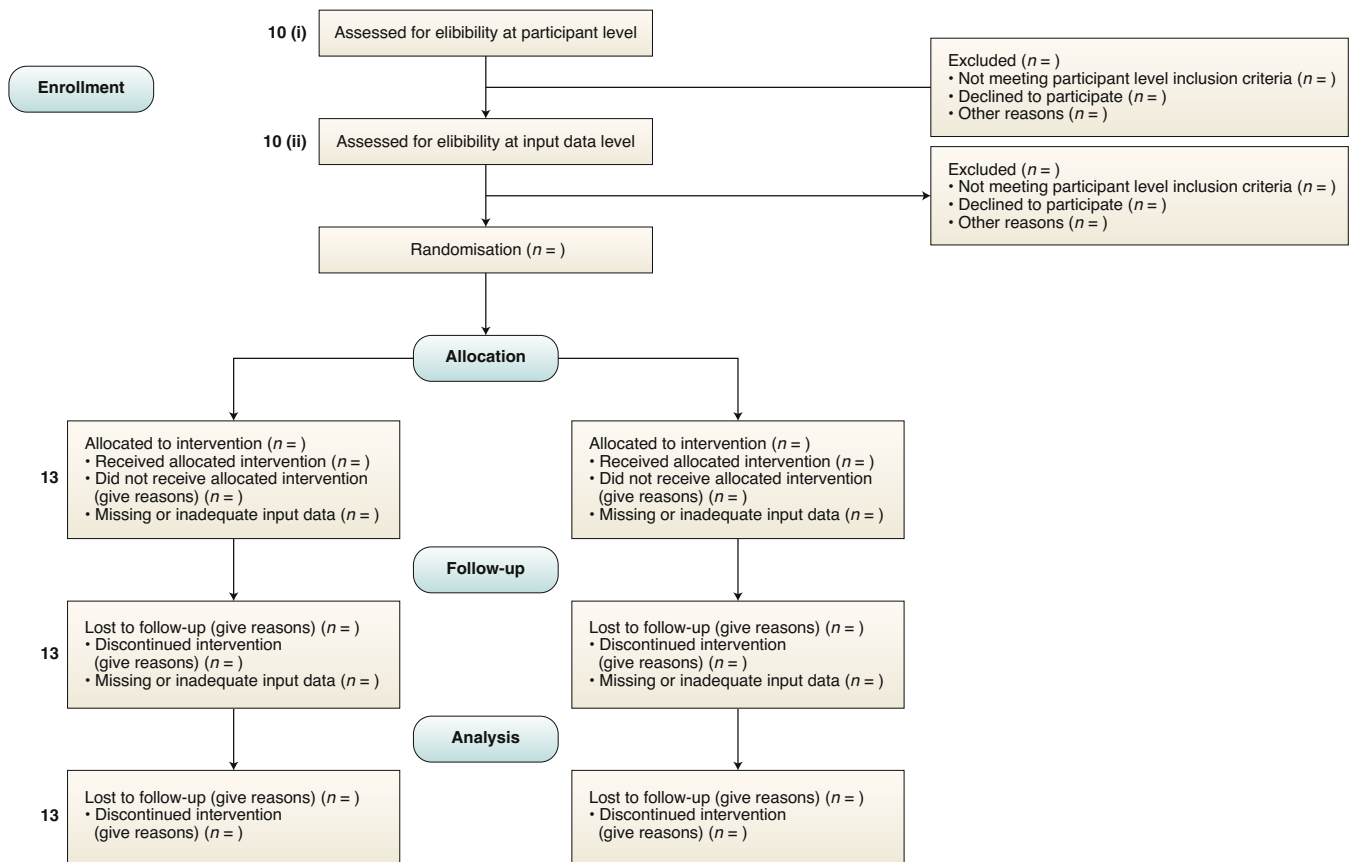 10 (i)
Assessed for elibibility at participant level
Enrollment
Excluded (n = )
• Not meeting participant level inclusion criteria (n = )
• Declined to participate (n = )
• Other reasons (n = )
10 (ii)
Assessed for elibibility at input data level
Excluded (n = )
• Not meeting participant level inclusion criteria (n = )
• Declined to participate (n = )
• Other reasons (n = )
Randomisation (n = )
Allocation
13
Allocated to intervention (n = )
• Received allocated intervention (n = )
• Did not receive allocated intervention
(give reasons) (n = )
• Missing or inadequate input data (n = )
Allocated to intervention (n = )
• Received allocated intervention (n = )
• Did not receive allocated intervention
(give reasons) (n = )
• Missing or inadequate input data (n = )
Follow-up
13
Lost to follow-up (give reasons) (n = )
• Discontinued intervention
(give reasons) (n = )
• Missing or inadequate input data (n = )
Lost to follow-up (give reasons) (n = )
• Discontinued intervention
(give reasons) (n = )
• Missing or inadequate input data (n = )
Analysis
13
Lost to follow-up (give reasons) (n = )
• Discontinued intervention
(give reasons) (n = )
Lost to follow-up (give reasons) (n = )
• Discontinued intervention
(give reasons) (n = )